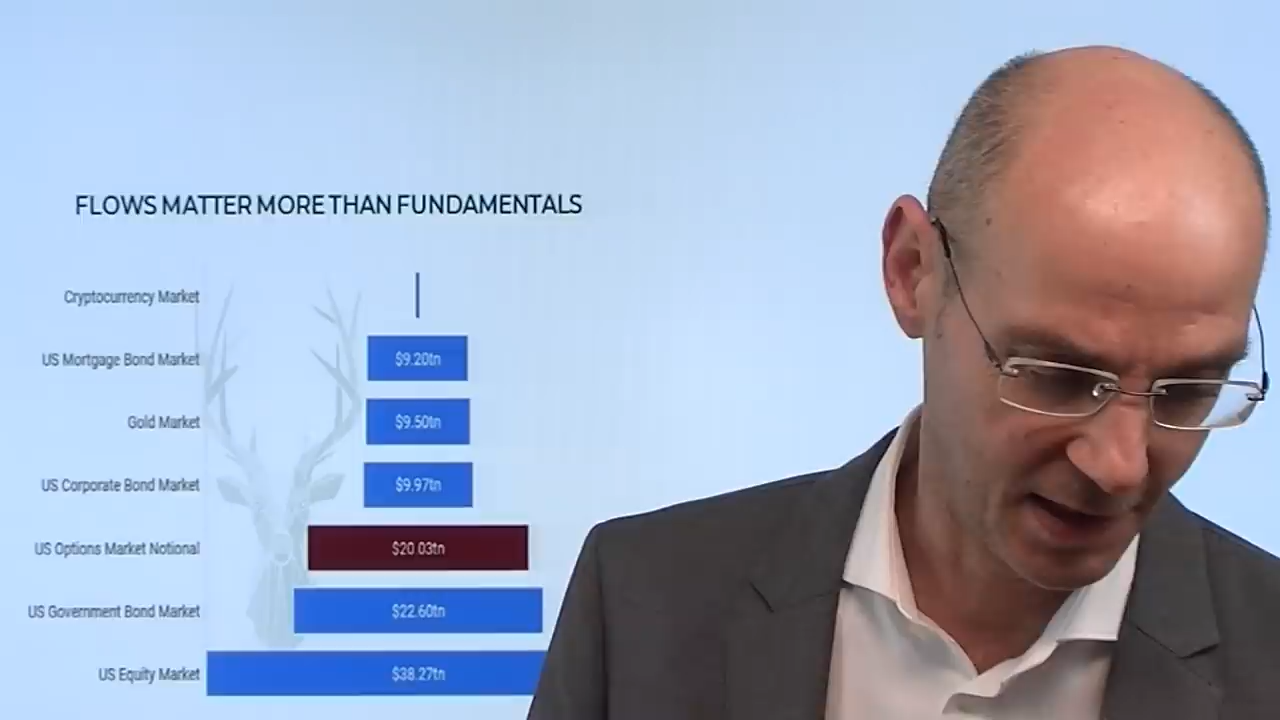 FLOWS MATTER MORE THAN FUNDAMENTALS
Cryptocurrency Market
US Mortgage Bond Market $9.20tn
Gold Market $9.50tn
US Corporate Bond Market $9.97tn
US Options Market Notional $20.03tn
US Government Bond Market $22.60tn
US Equity Market $38.27tn